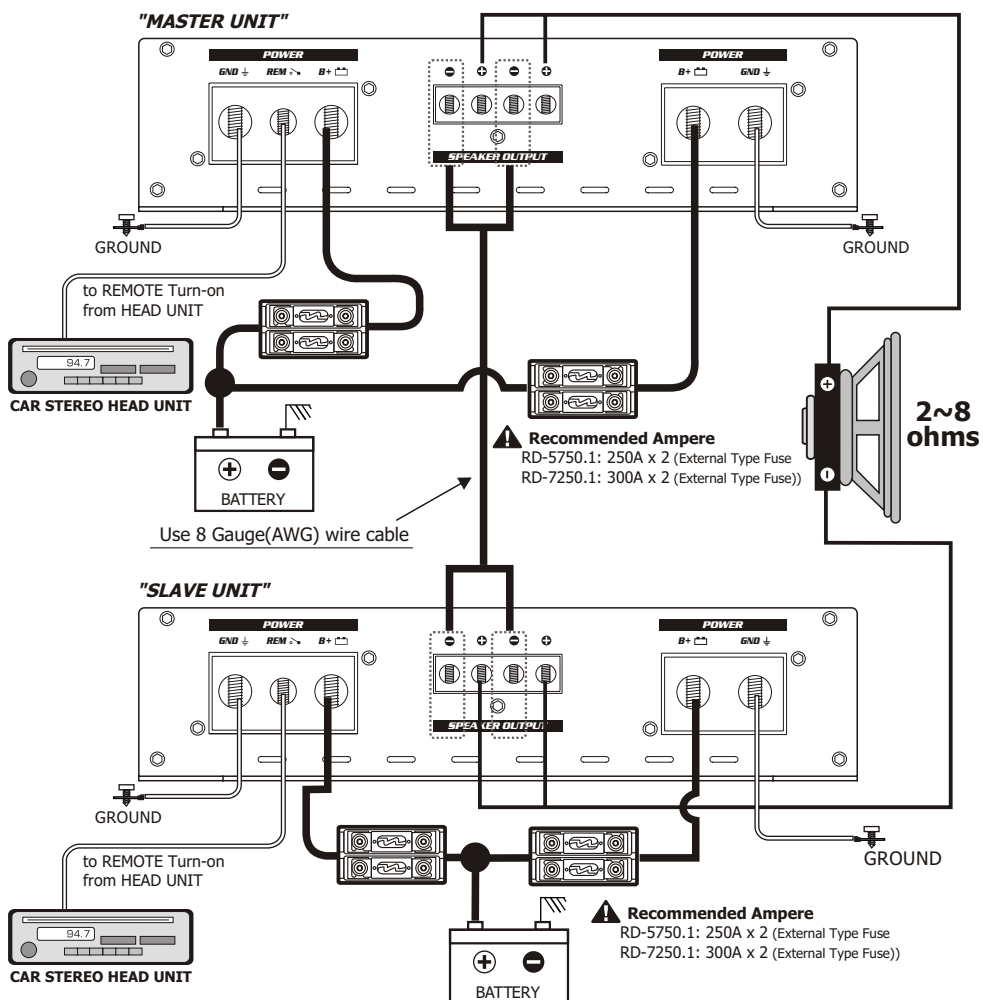 "MASTER UNIT"
POWER
GND REM B+
B+ GND
SPEAKER OUTPUT
GROUND
GROUND
to REMOTE Turn-on
from HEAD UNIT
94.7
CAR STEREO HEAD UNIT
BATTERY
2~8
ohms
Recommended Ampere
RD-5750.1: 250A x 2 (External Type Fuse
RD-7250.1: 300A x 2 (External Type Fuse))
Use 8 Gauge(AWG) wire cable
"SLAVE UNIT"
POWER
GND REM B+
POWER
B+ GND
SPEAKER OUTPUT
GROUND
GROUND
to REMOTE Turn-on
from HEAD UNIT
94.7
CAR STEREO HEAD UNIT
BATTERY
Recommended Ampere
RD-5750.1: 250A x 2 (External Type Fuse
RD-7250.1: 300A x 2 (External Type Fuse))